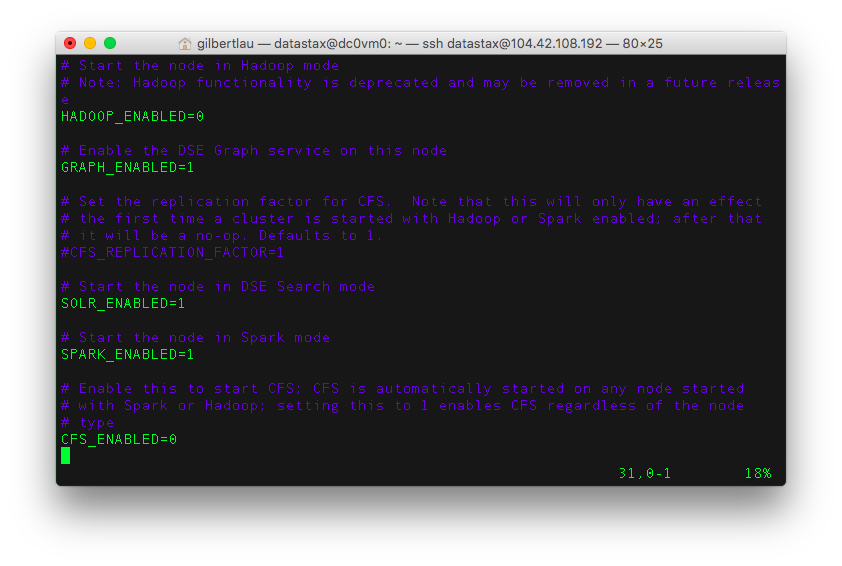 gilbertlau — datastax@dc0vm0: ~ — ssh datastax@104.42.108.192 — 80×25
# Start the node in Hadoop mode
# Note: Hadoop functionality is deprecated and may be removed in a future releas
e
HADOOP_ENABLED=0
# Enable the DSE Graph service on this node
GRAPH_ENABLED=1
# Set the replication factor for CFS.  Note that this will only have an effect
# the first time a cluster is started with Hadoop or Spark enabled; after that
# it will be a no-op. Defaults to 1.
#CFS_REPLICATION_FACTOR=1
# Start the node in DSE Search mode
SOLR_ENABLED=1
# Start the node in Spark mode
SPARK_ENABLED=1
# Enable this to start CFS; CFS is automatically started on any node started
# with Spark or Hadoop; setting this to 1 enables CFS regardless of the node
# type
CFS_ENABLED=0
31,0-1 18%